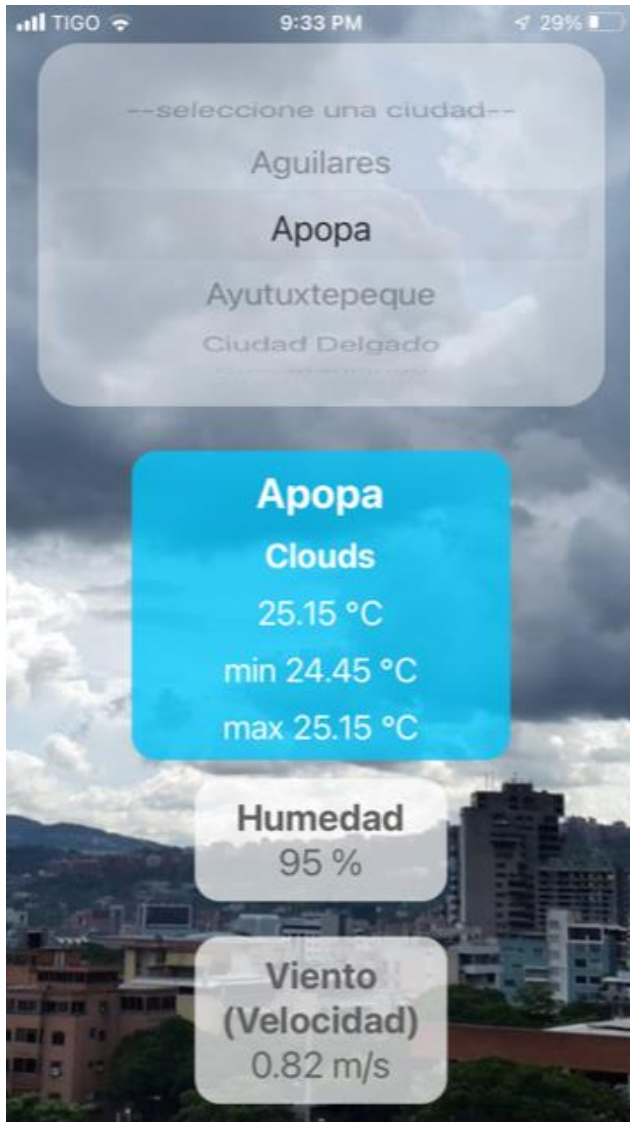 TIGO 9:33 PM 29%
--seleccione una ciudad--
Aguilares
Apopa
Ayutuxtepeque
Ciudad Delgado
Apopa
Clouds
25.15 °C
min 24.45 °C
max 25.15 °C
Humedad
95 %
Viento
(Velocidad)
0.82 m/s